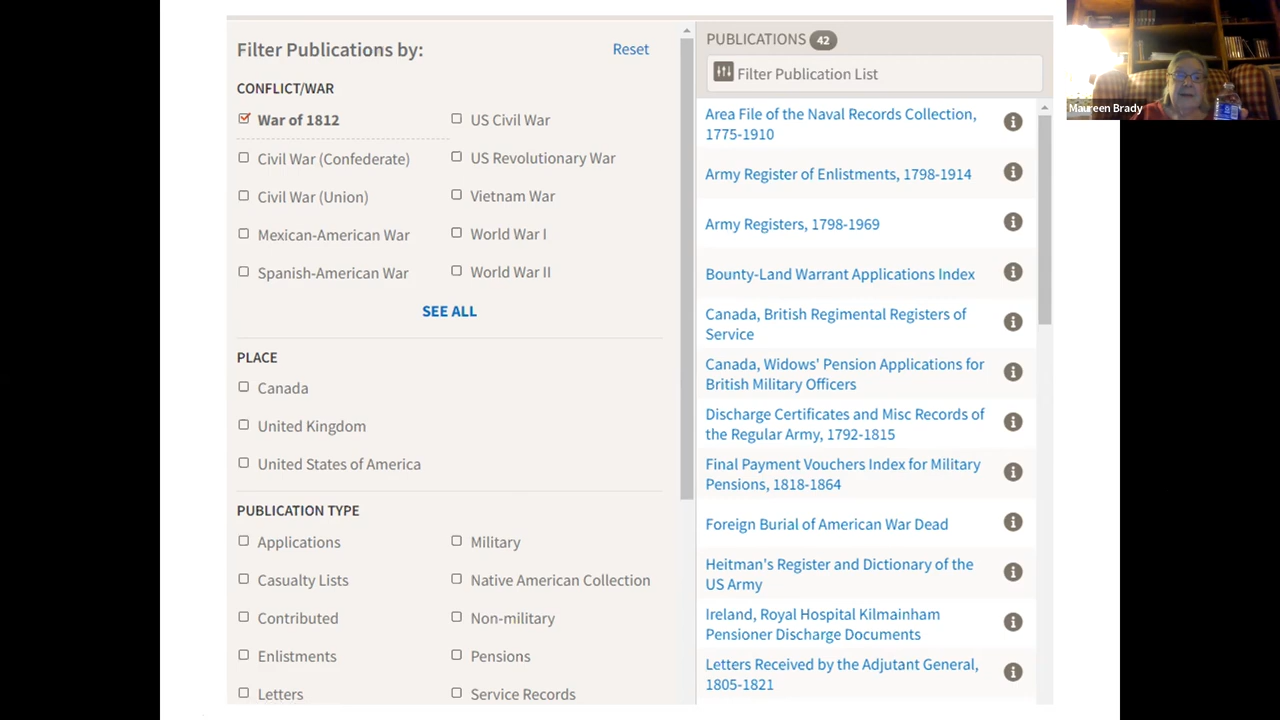 Filter Publications by:
Reset
CONFLICT/WAR
War of 1812
US Civil War
Civil War (Confederate)
US Revolutionary War
Civil War (Union)
Vietnam War
Mexican-American War
World War I
Spanish-American War
World War II
SEE ALL
PLACE
Canada
United Kingdom
United States of America
PUBLICATION TYPE
Applications
Military
Casualty Lists
Native American Collection
Contributed
Non-military
Enlistments
Pensions
Letters
Service Records
PUBLICATIONS 42
Filter Publication List
Area File of the Naval Records Collection,
1775-1910
Army Register of Enlistments, 1798-1914
Army Registers, 1798-1969
Bounty-Land Warrant Applications Index
Canada, British Regimental Registers of
Service
Canada, Widows' Pension Applications for
British Military Officers
Discharge Certificates and Misc Records of
the Regular Army, 1792-1815
Final Payment Vouchers Index for Military
Pensions, 1818-1864
Foreign Burial of American War Dead
Heitman's Register and Dictionary of the
US Army
Ireland, Royal Hospital Kilmainham
Pensioner Discharge Documents
Letters Received by the Adjutant General,
1805-1821
Maureen Brady